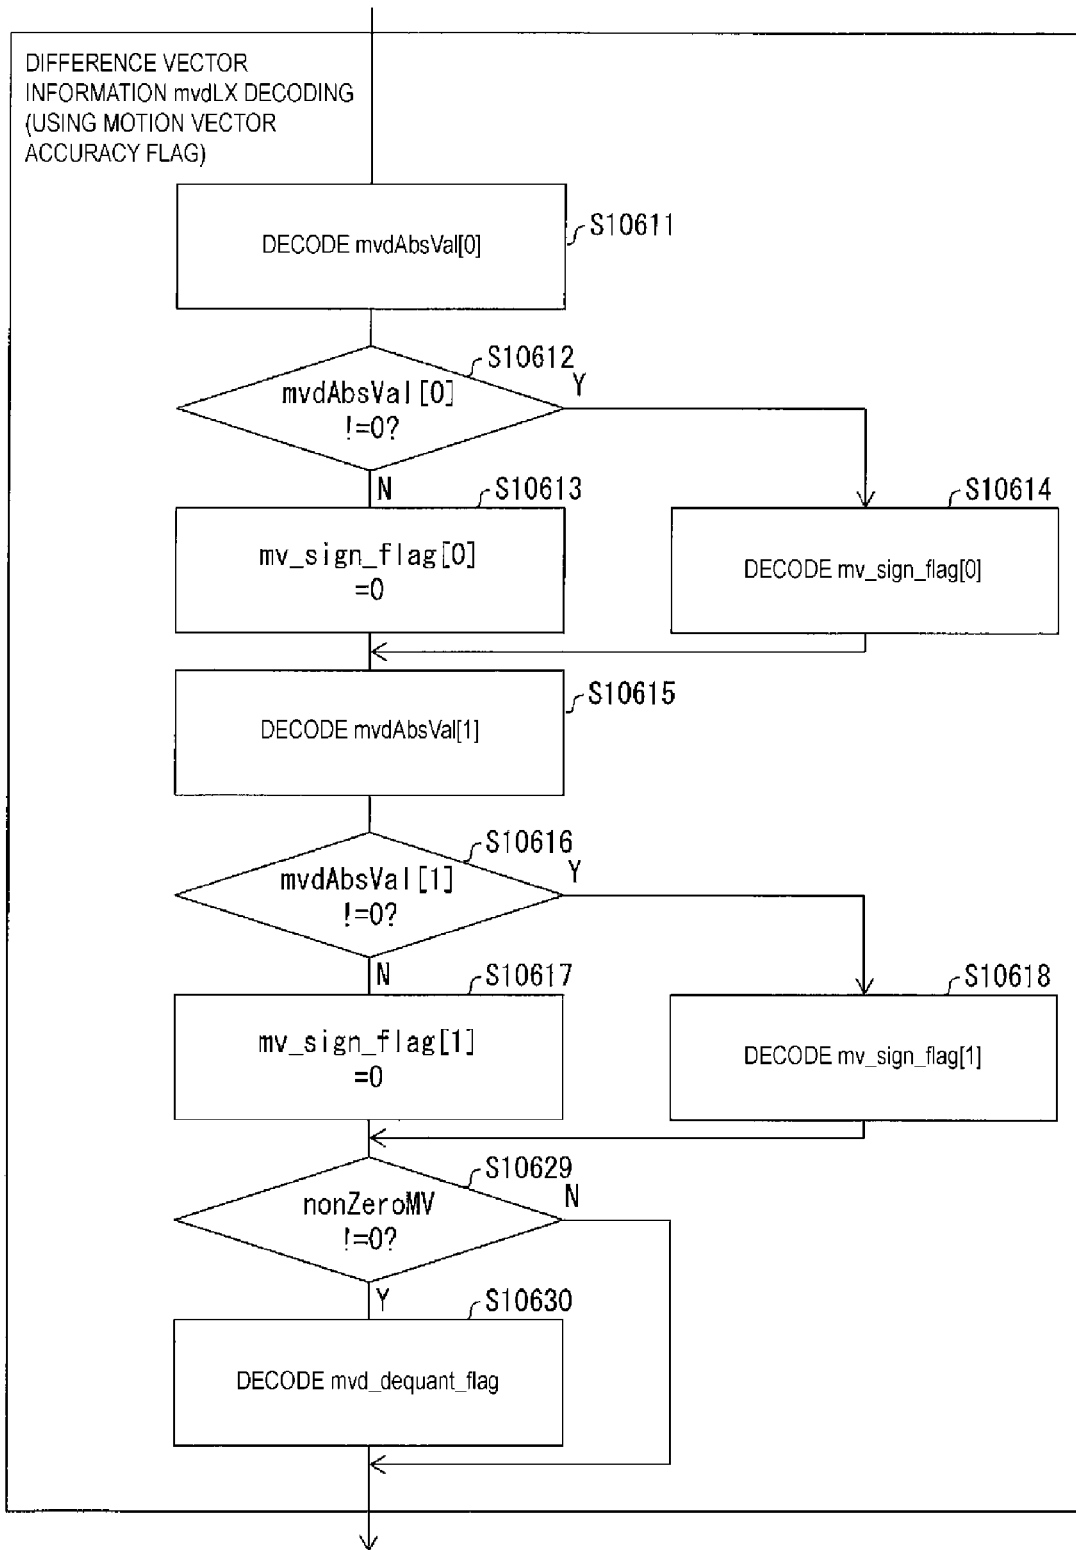 DIFFERENCE VECTOR
INFORMATION mvdLX DECODING
(USING MOTION VECTOR
ACCURACY FLAG)
S10611
DECODE mvdAbsVal[0]
S10612
mvdAbsVal[0]
!=0?
Y
N
S10613
mv_sign_flag[0]
=0
S10614
DECODE mv_sign_flag[0]
S10615
DECODE mvdAbsVal[1]
S10616
mvdAbsVal[1]
!=0?
Y
N
S10617
mv_sign_flag[1]
=0
S10618
DECODE mv_sign_flag[1]
S10629
nonZeroMV
!=0?
N
Y
S10630
DECODE mvd_dequant_flag